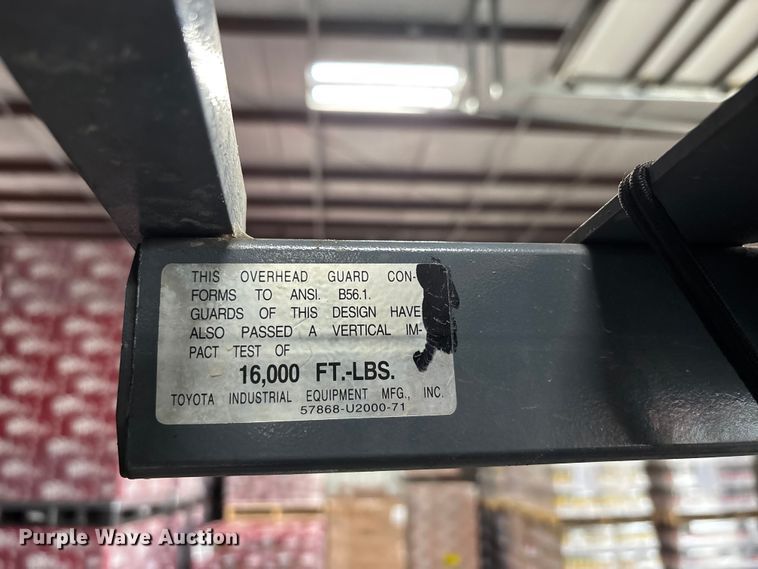 THIS OVERHEAD GUARD CON-
FORMS TO ANSI. B56.1.
GUARDS OF THIS DESIGN HAVE
ALSO PASSED A VERTICAL IM-
PACT TEST OF
16,000 FT.-LBS.
TOYOTA INDUSTRIAL EQUIPMENT MFG., INC.
57868-U2000-71
Purple Wave Auction